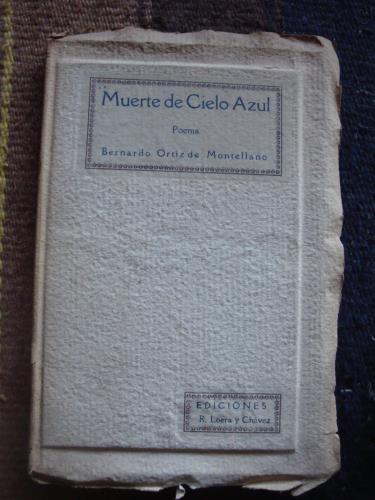 Muerte de Cielo Azul
Poema
Bernardo Ortiz de Montellano
EDICIONES
R. Loera y Chávez